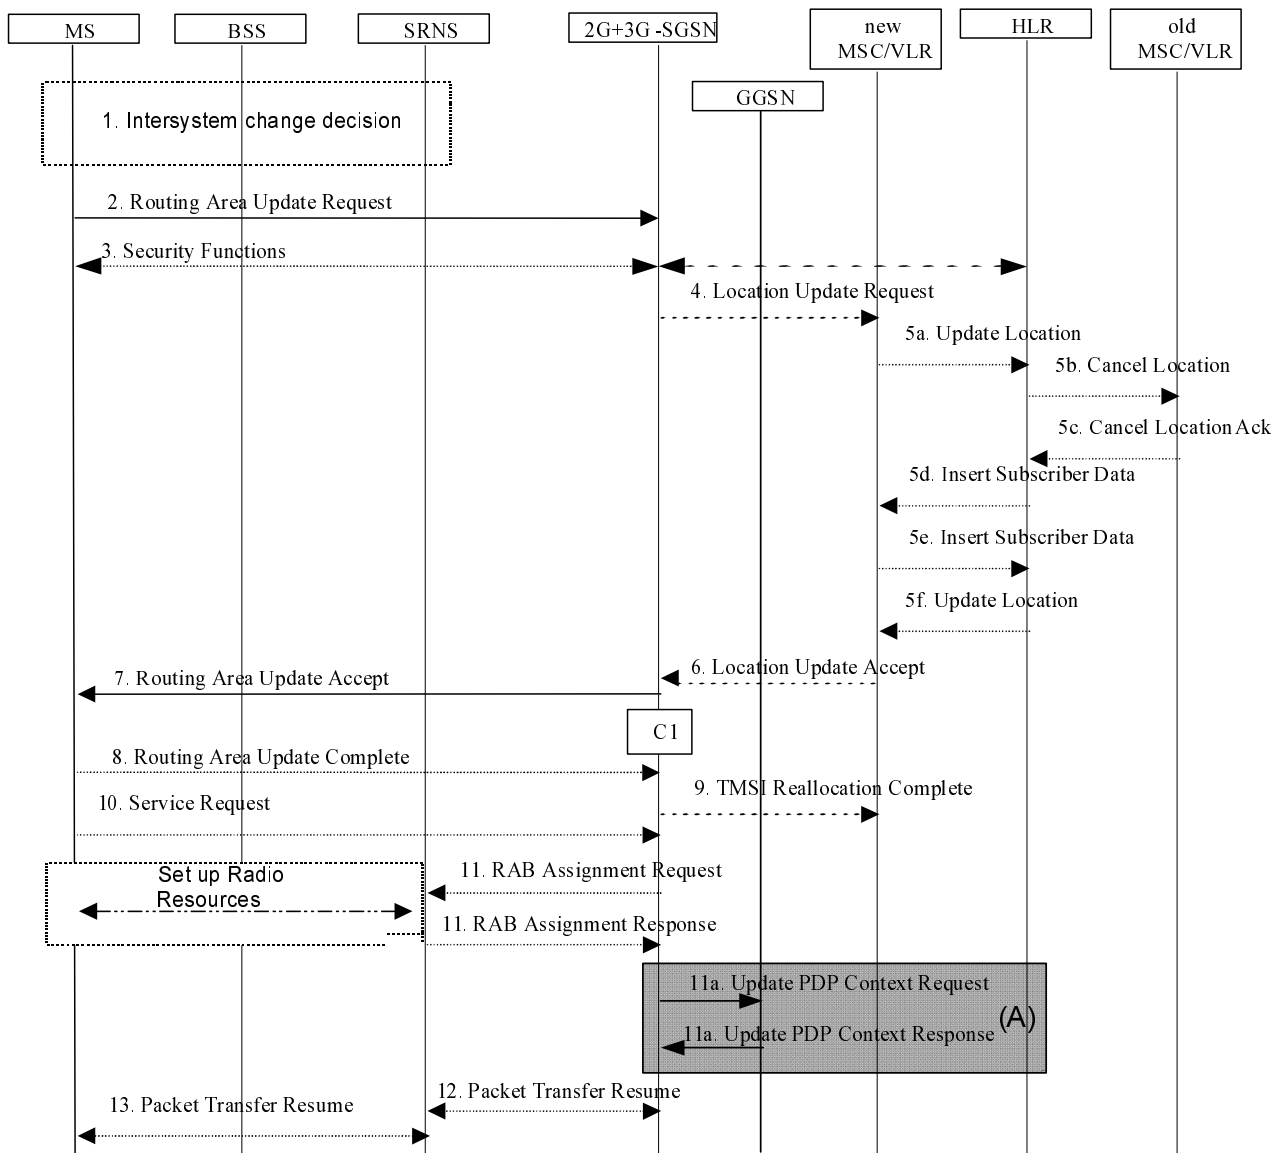 MS
BSS
SRNS
2G+3G -SGSN
new
MSC/VLR
HLR
old
MSC/VLR
GGSN
1. Intersystem change decision
2. Routing Area Update Request
3. Security Functions
4. Location Update Request
5a. Update Location
5b. Cancel Location
5c. Cancel Location Ack
5d. Insert Subscriber Data
5e. Insert Subscriber Data
5f. Update Location
6. Location Update Accept
7. Routing Area Update Accept
C1
8. Routing Area Update Complete
9. TMSI Reallocation Complete
10. Service Request
11. RAB Assignment Request
Set up Radio
Resources
11. RAB Assignment Response
11a. Update PDP Context Request
(A)
11a. Update PDP Context Response
12. Packet Transfer Resume
13. Packet Transfer Resume